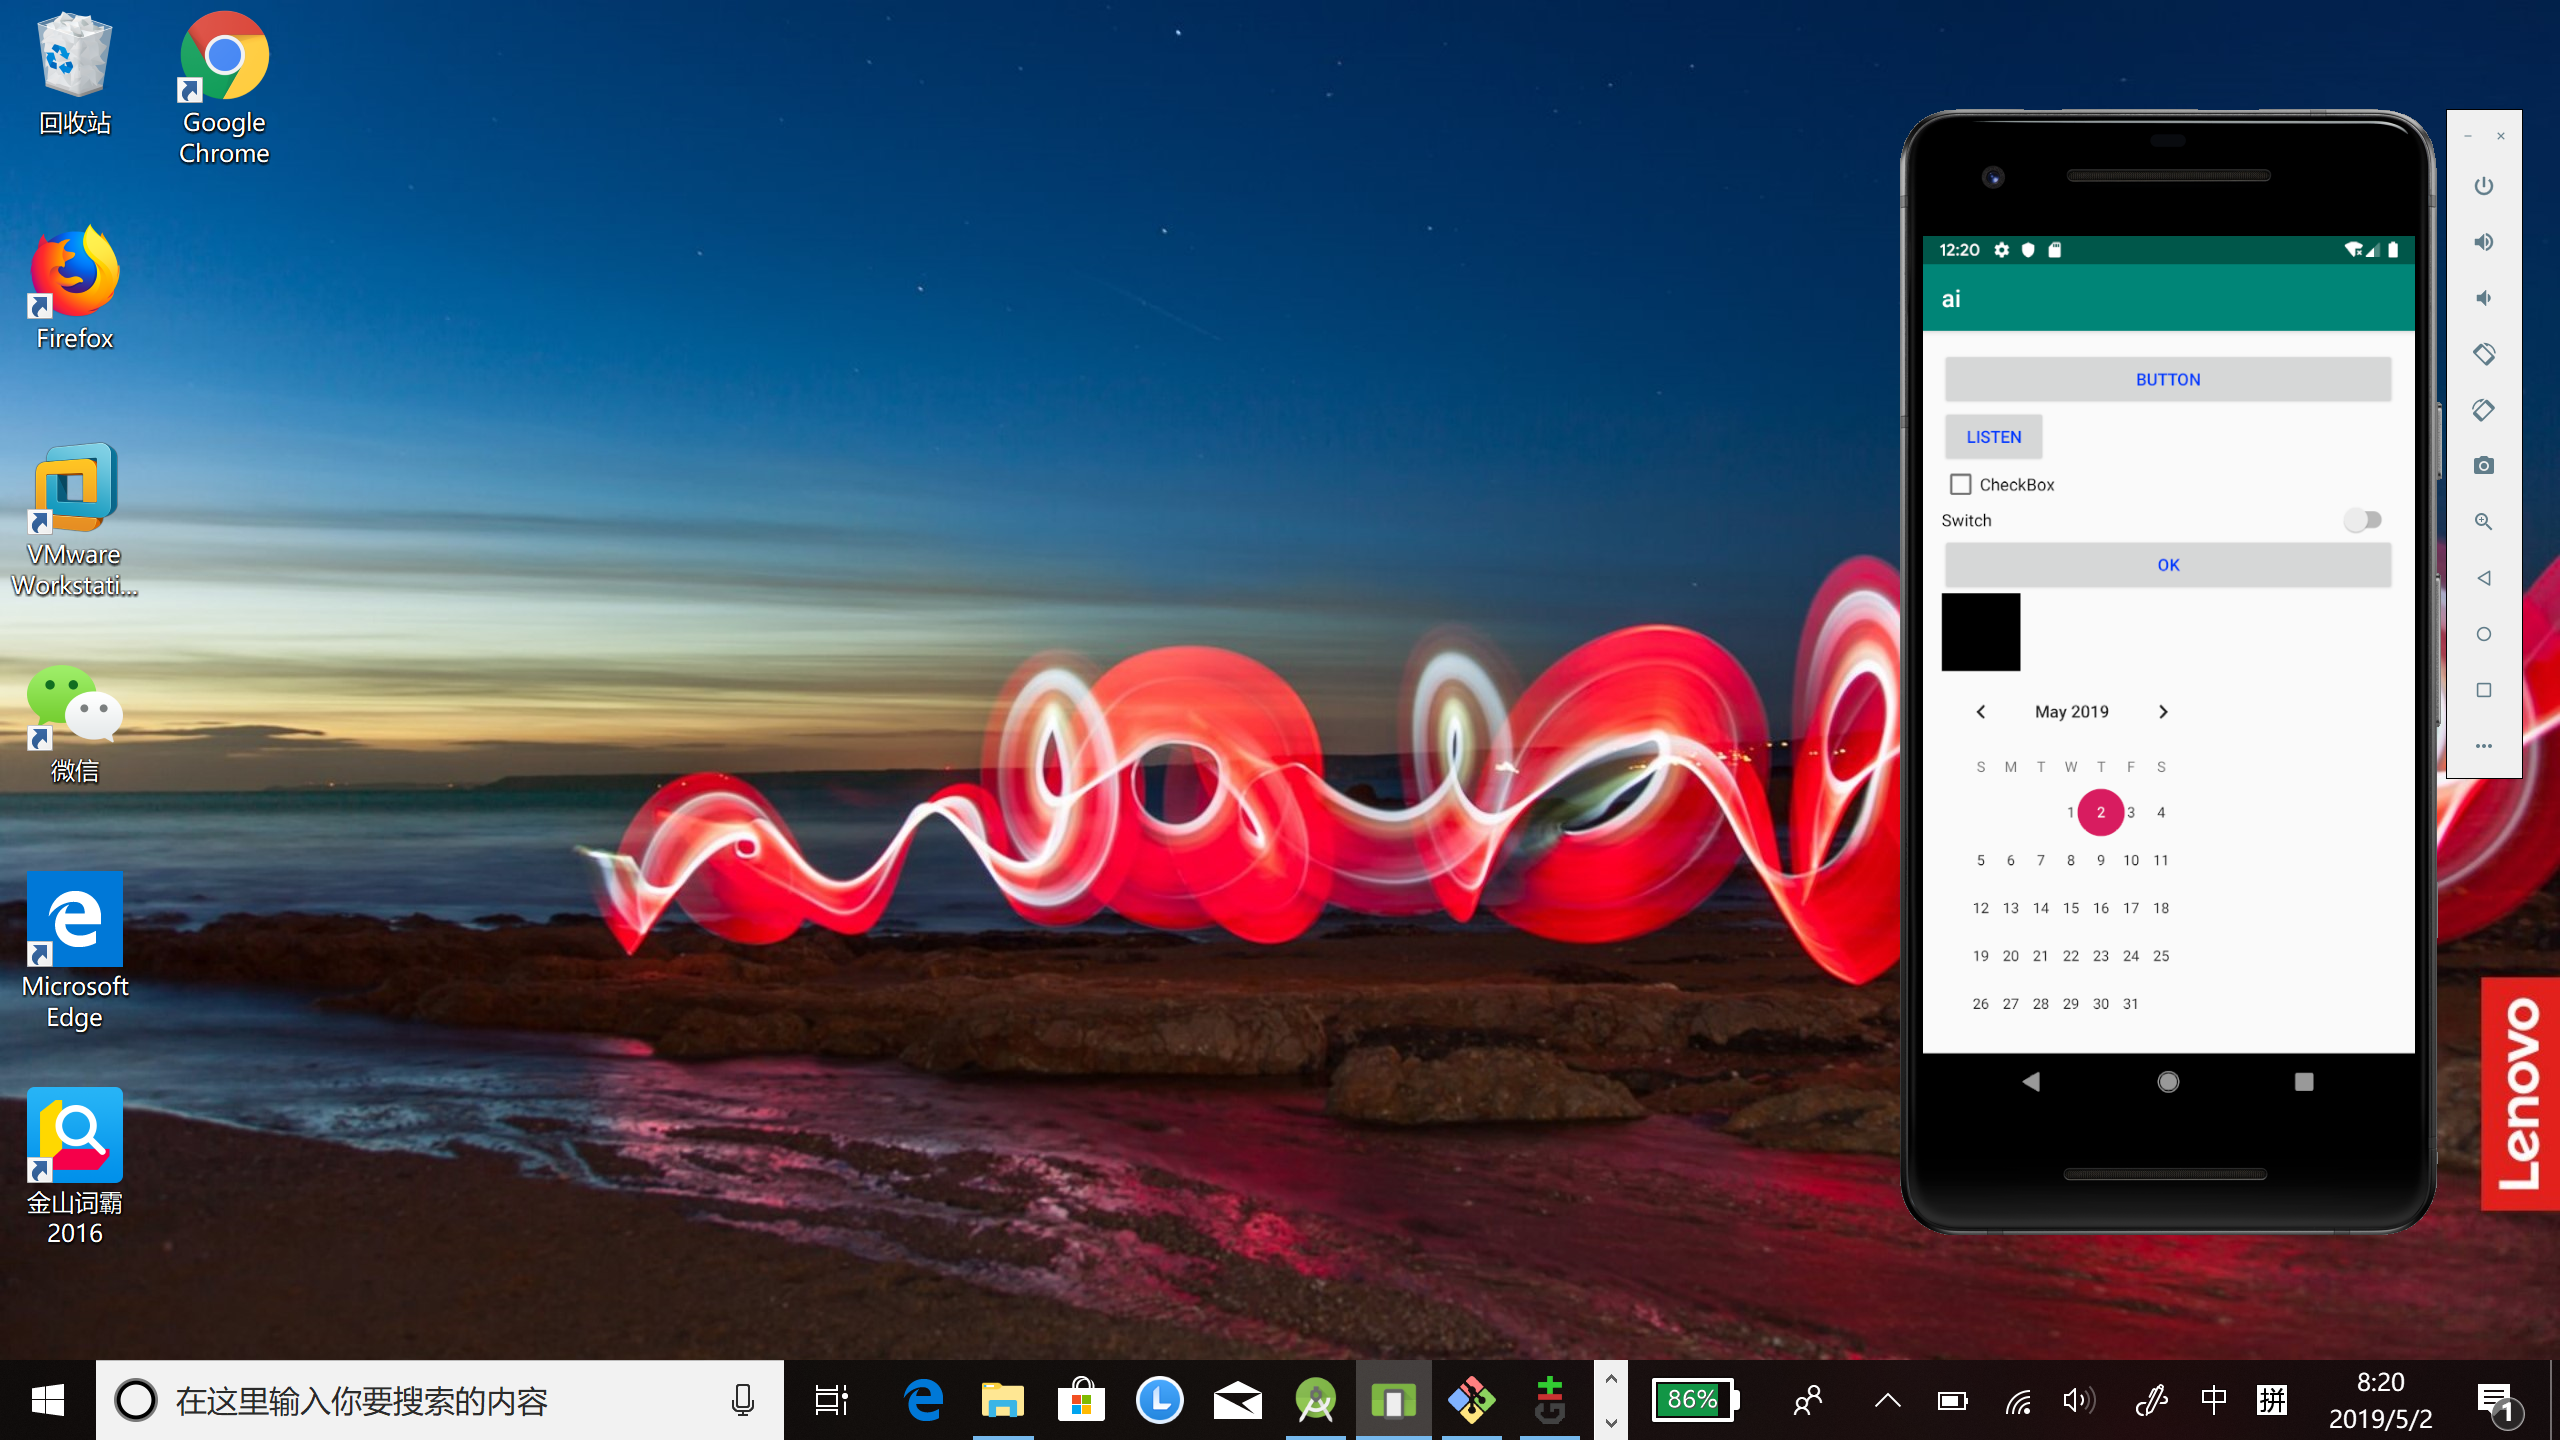 回收站
Google
Chrome
Firefox
VMware
Workstati...
微信
Microsoft
Edge
金山词霸
2016
12:20
ai
BUTTON
LISTEN
CheckBox
Switch
OK
May 2019
S M T W T F S
1 2 3 4
5 6 7 8 9 10 11
12 13 14 15 16 17 18
19 20 21 22 23 24 25
26 27 28 29 30 31
Lenovo
在这里输入你要搜索的内容
86%
中
拼
8:20
2019/5/2
1